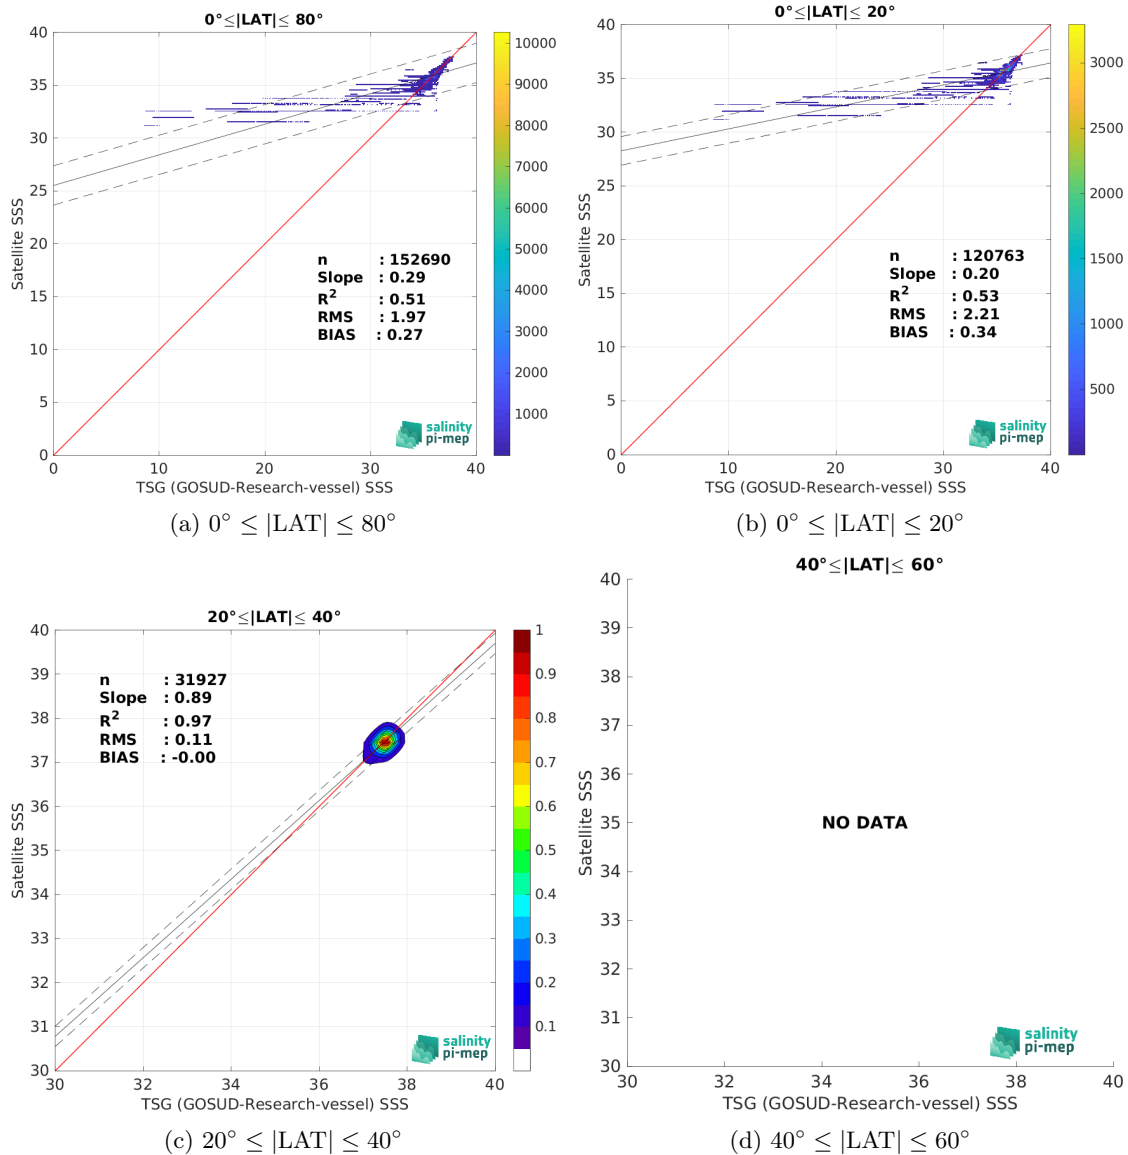 0°≤|LAT|≤ 80°
40
35
30
25
20
15
10
5
0
Satellite SSS
n : 152690
Slope : 0.29
R² : 0.51
RMS : 1.97
BIAS : 0.27
salinity
pi-mep
0 10 20 30 40
TSG (GOSUD-Research-vessel) SSS
10000
9000
8000
7000
6000
5000
4000
3000
2000
1000
(a) 0° ≤ |LAT| ≤ 80°
0°≤|LAT|≤ 20°
40
35
30
25
20
15
10
5
0
Satellite SSS
n : 120763
Slope : 0.20
R² : 0.53
RMS : 2.21
BIAS : 0.34
salinity
pi-mep
0 10 20 30 40
TSG (GOSUD-Research-vessel) SSS
3000
2500
2000
1500
1000
500
(b) 0° ≤ |LAT| ≤ 20°
20°≤|LAT|≤ 40°
40
39
38
37
36
35
34
33
32
31
30
Satellite SSS
n : 31927
Slope : 0.89
R² : 0.97
RMS : 0.11
BIAS : -0.00
salinity
pi-mep
30 32 34 36 38 40
TSG (GOSUD-Research-vessel) SSS
1
0.9
0.8
0.7
0.6
0.5
0.4
0.3
0.2
0.1
(c) 20° ≤ |LAT| ≤ 40°
40°≤|LAT|≤ 60°
40
39
38
37
36
35
34
33
32
31
30
Satellite SSS
NO DATA
salinity
pi-mep
30 32 34 36 38 40
TSG (GOSUD-Research-vessel) SSS
(d) 40° ≤ |LAT| ≤ 60°